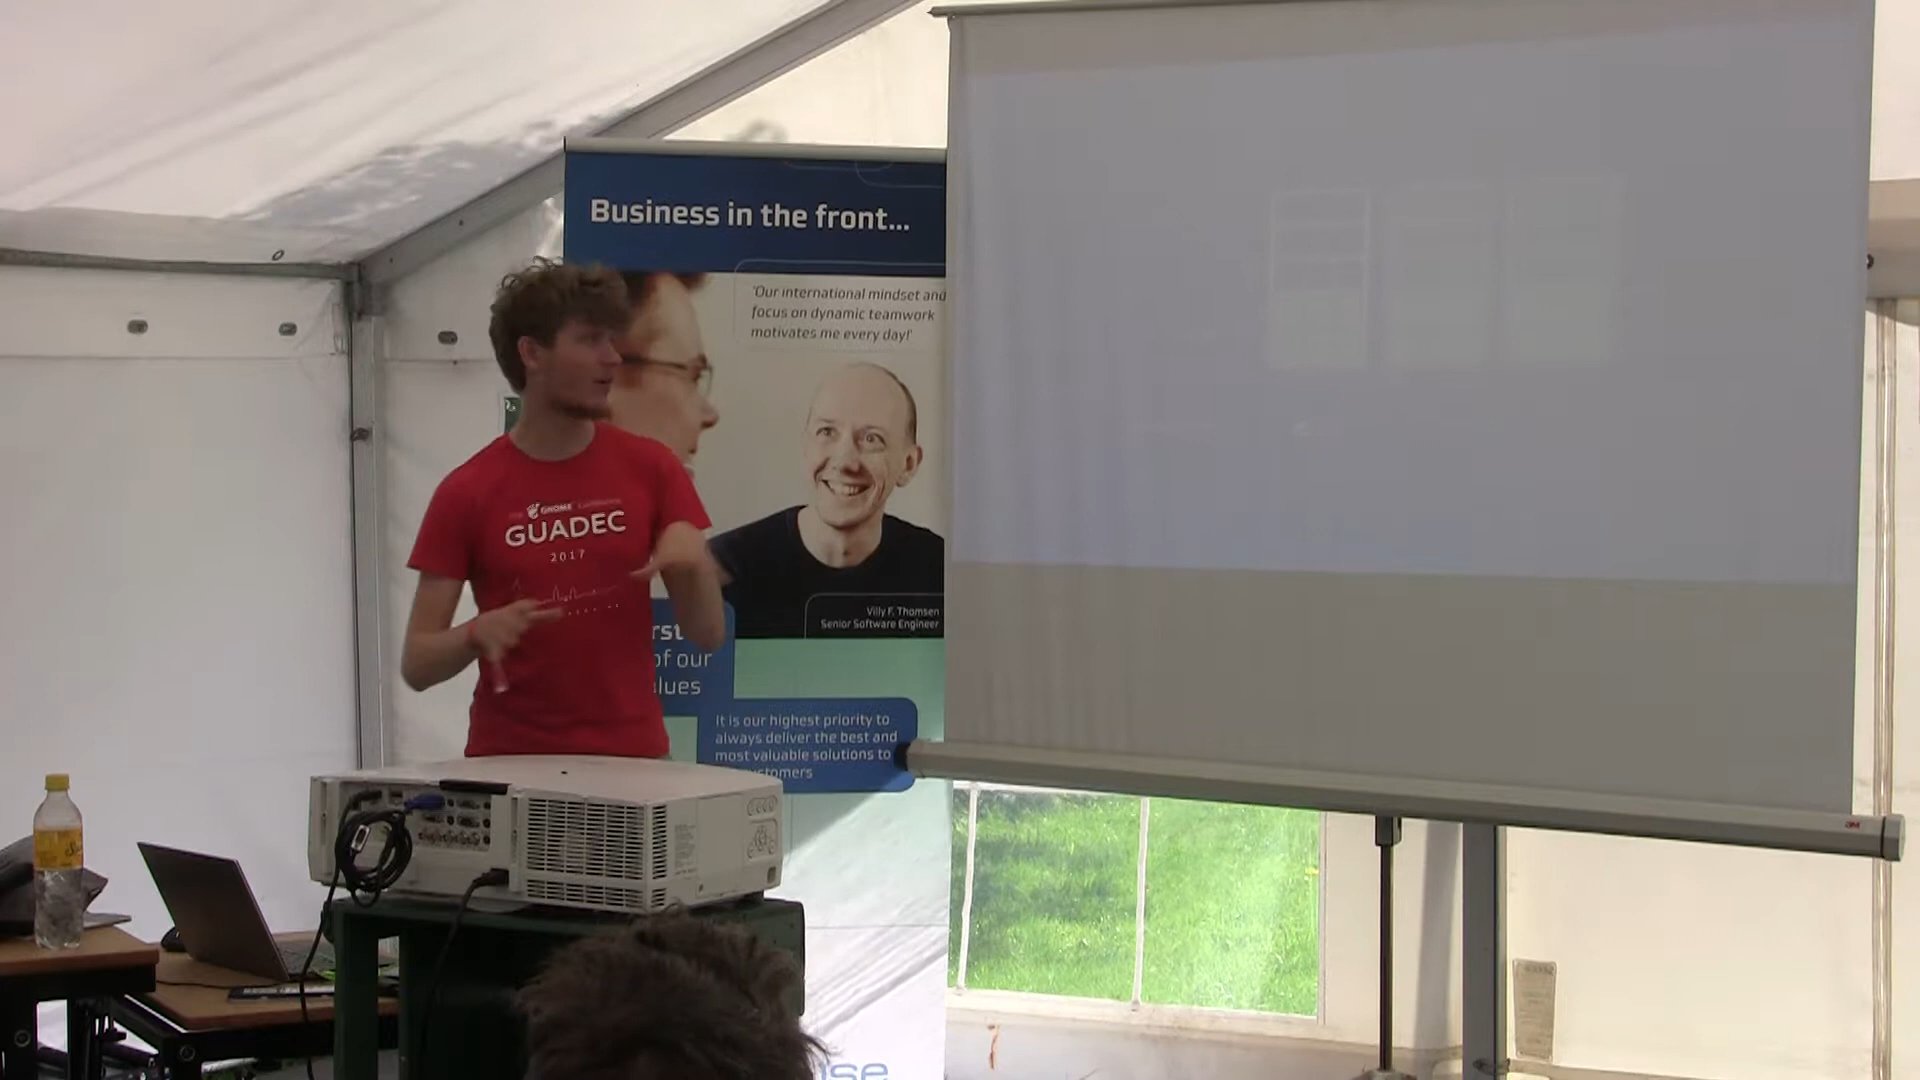 Business in the front...
'Our international mindset and
focus on dynamic teamwork
motivates me every day!'
GNOME
GUADEC
2017
Villy F. Thomsen
Senior Software Engineer
of our
It is our highest priority to
always deliver the best and
most valuable solutions to
3M